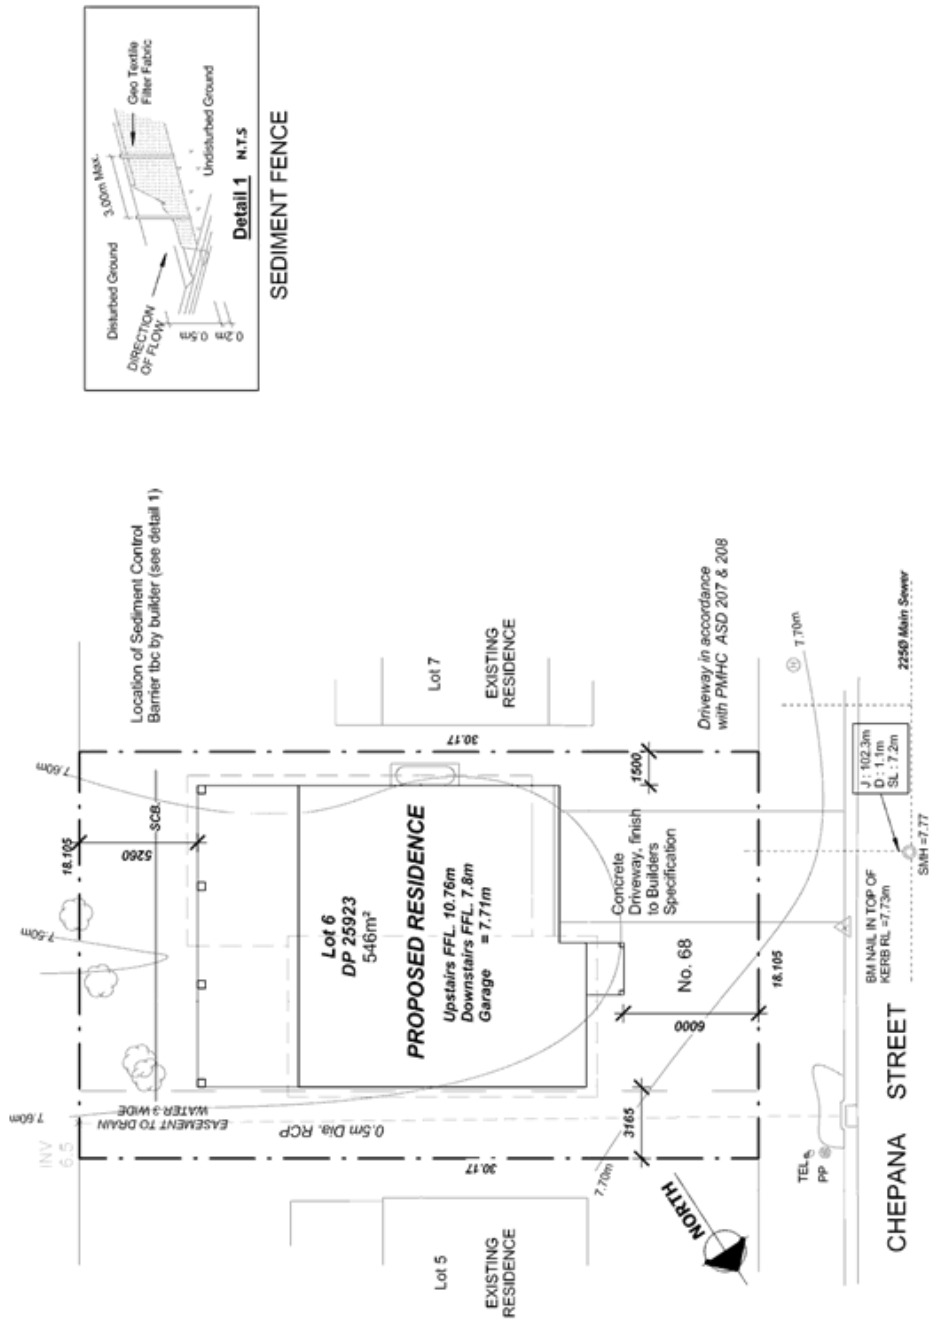 Location of Sediment Control
Barrier tbc by builder (see detail 1)
Disturbed Ground
3.00m Max.
Geo Textile
Filter Fabric
DIRECTION
OF FLOW
Undisturbed Ground
0.5m
0.2m
Detail 1 N.T.S
SEDIMENT FENCE
INV
6.5
7.60m
7.50m
18.105
7.60m
5260
SCB
EASEMENT TO DRAIN
WATER 3 WIDE
0.5m Dia. RCP
30.17
30.17
Lot 6
DP 25923
546m²
PROPOSED RESIDENCE
Upstairs FFL. 10.76m
Downstairs FFL. 7.8m
Garage = 7.71m
Lot 5
EXISTING
RESIDENCE
Lot 7
EXISTING
RESIDENCE
3165
6000
1500
7.70m
NORTH
No. 68
Concrete
Driveway, finish
to Builders
Specification
Driveway in accordance
with PMHC ASD 207 & 208
18.105
7.70m
H
TEL
PP
BM NAIL IN TOP OF
KERB RL =7.73m
J : 102.3m
D : 1.1m
SL : 7.2m
SMH =7.77
225Ø Main Sewer
CHEPANA STREET